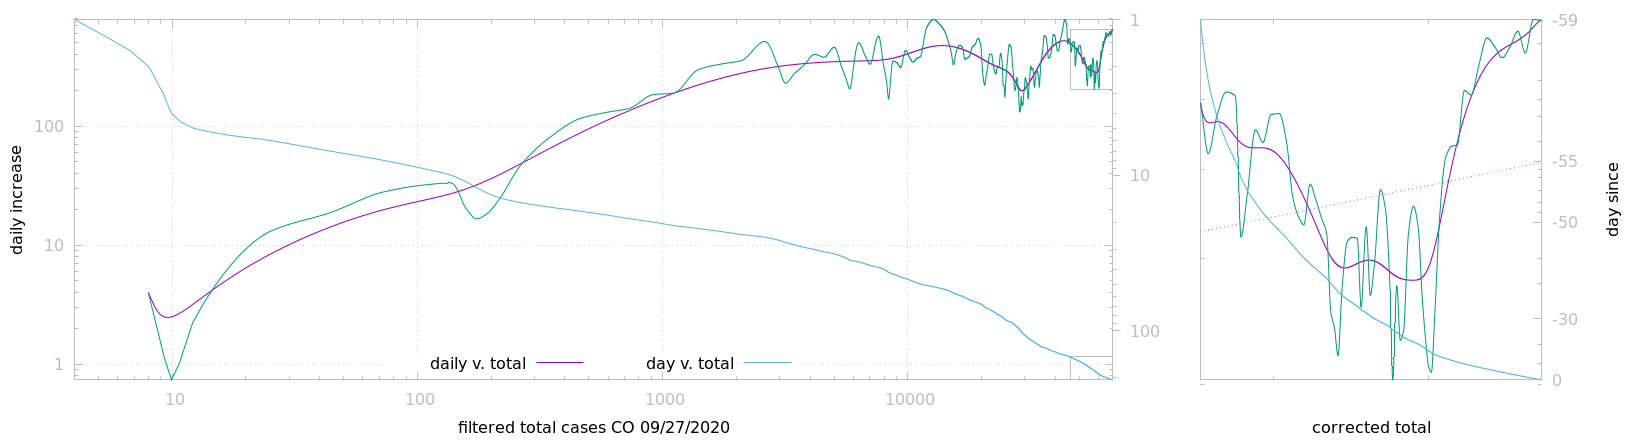 1
-59
100
10
-55
daily increase
-50
day since
10
-30
100
1
daily v. total
day v. total
0
10
100
1000
10000
filtered total cases CO 09/27/2020
corrected total